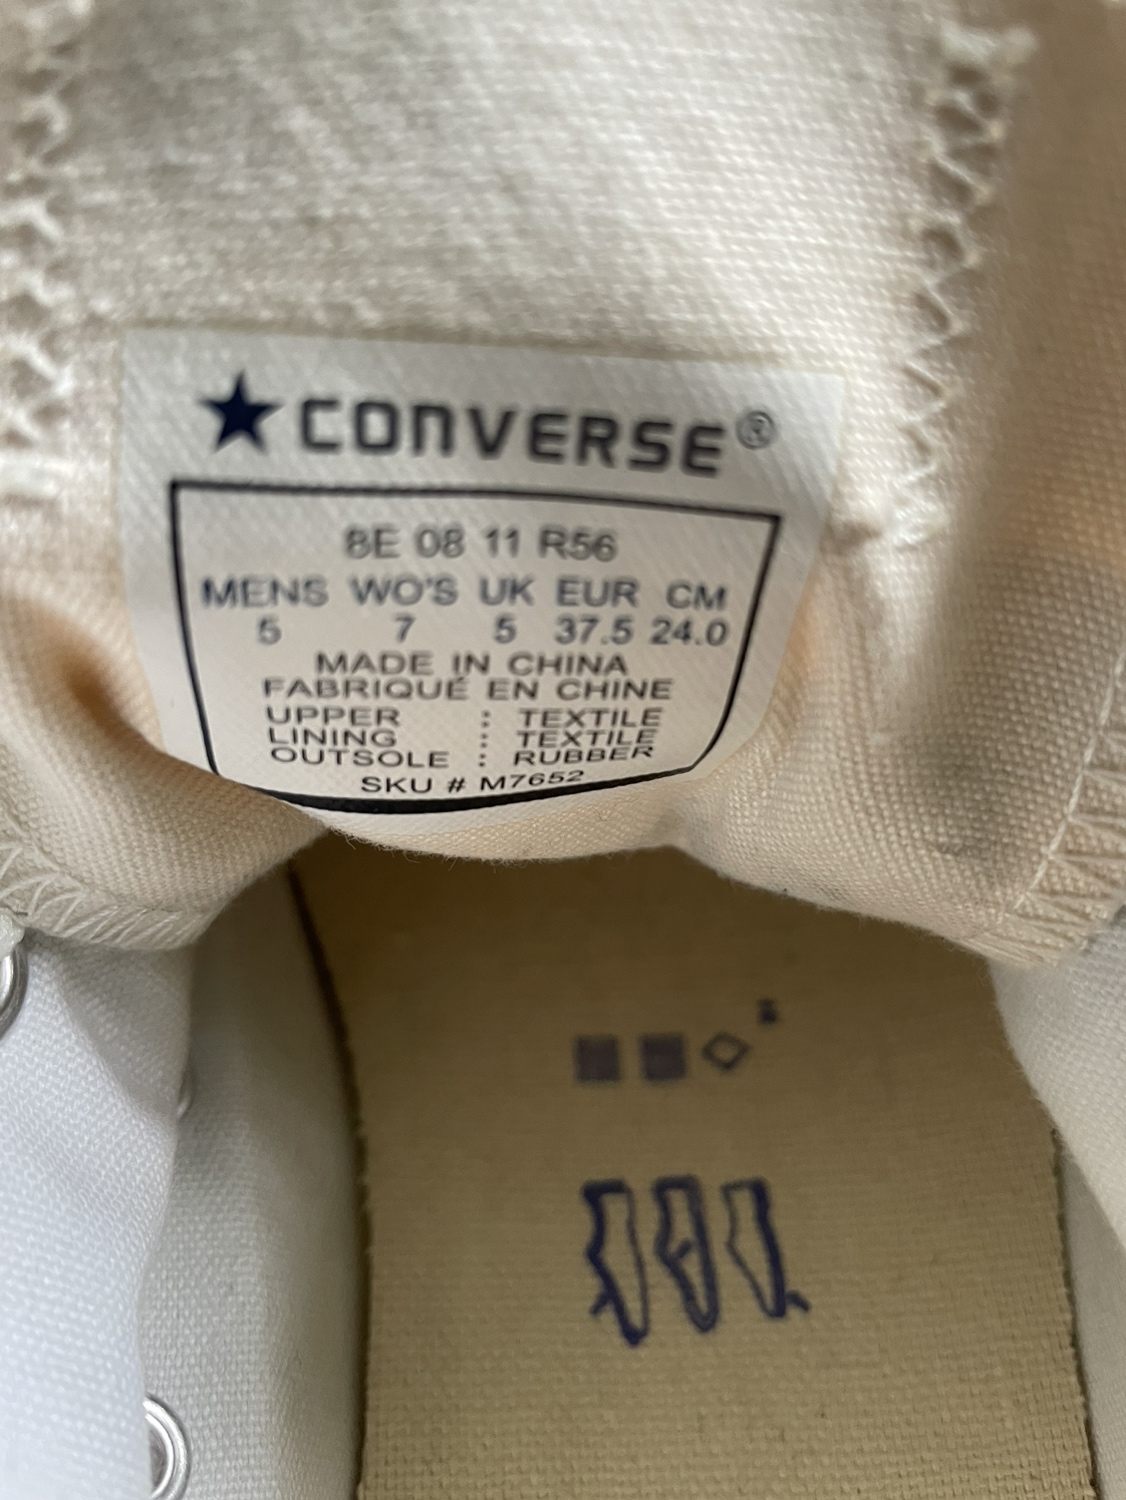 ★CONVERSE®
8E 08 11 R56
MENS WO'S UK EUR CM
5 7 5 37.5 24.0
MADE IN CHINA
FABRIQUÉ EN CHINE
UPPER : TEXTILE
LINING : TEXTILE
OUTSOLE : RUBBER
SKU # M7652